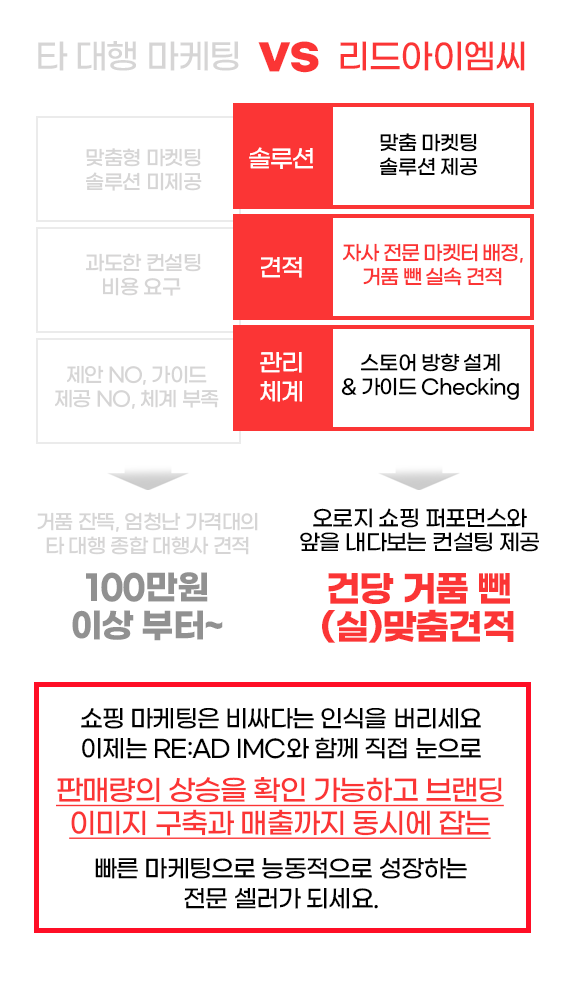 타 대행 마케팅 VS 리드아이엠씨
맞춤형 마켓팅
솔루션 미제공
솔루션
맞춤 마켓팅
솔루션 제공
과도한 컨설팅
비용 요구
견적
자사 전문 마켓터 배정,
거품 뺀 실속 견적
제안 NO, 가이드
제공 NO, 체계 부족
관리
체계
스토어 방향 설계
& 가이드 Checking
거품 잔뜩, 엄청난 가격대의
타 대행 종합 대행사 견적
100만원
이상 부터~
오로지 쇼핑 퍼포먼스와
앞을 내다보는 컨설팅 제공
건당 거품 뺀
(실)맞춤견적
쇼핑 마케팅은 비싸다는 인식을 버리세요
이제는 RE:AD IMC와 함께 직접 눈으로
판매량의 상승을 확인 가능하고 브랜딩
이미지 구축과 매출까지 동시에 잡는
빠른 마케팅으로 능동적으로 성장하는
전문 셀러가 되세요.